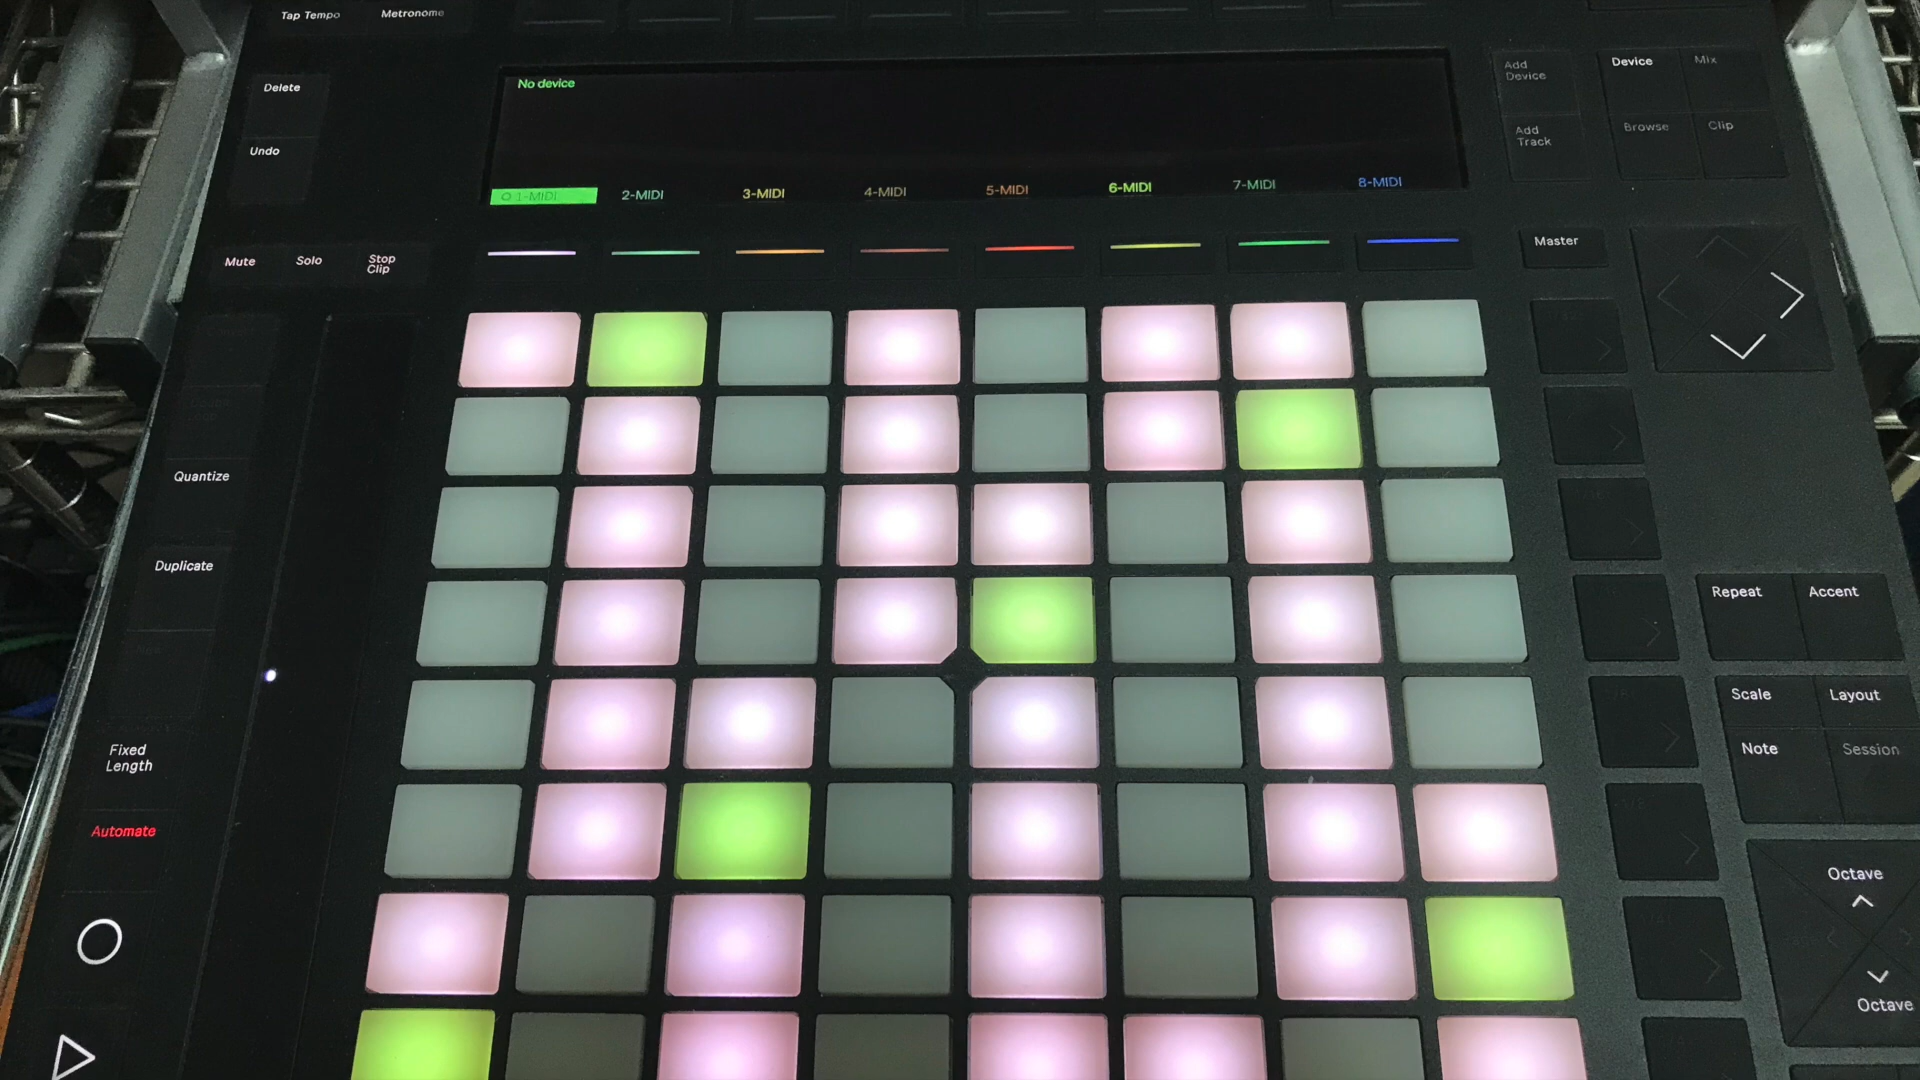 Tap Tempo
Metronome
Delete
Undo
No device
1-MIDI 2-MIDI 3-MIDI 4-MIDI 5-MIDI 6-MIDI 7-MIDI 8-MIDI
Add
Device
Add
Track
Device
Mix
Browse
Clip
Mute
Solo
Stop
Clip
Master
Quantize
Duplicate
Repeat
Accent
Scale
Layout
Note
Session
Fixed
Length
Automate
Octave
Octave